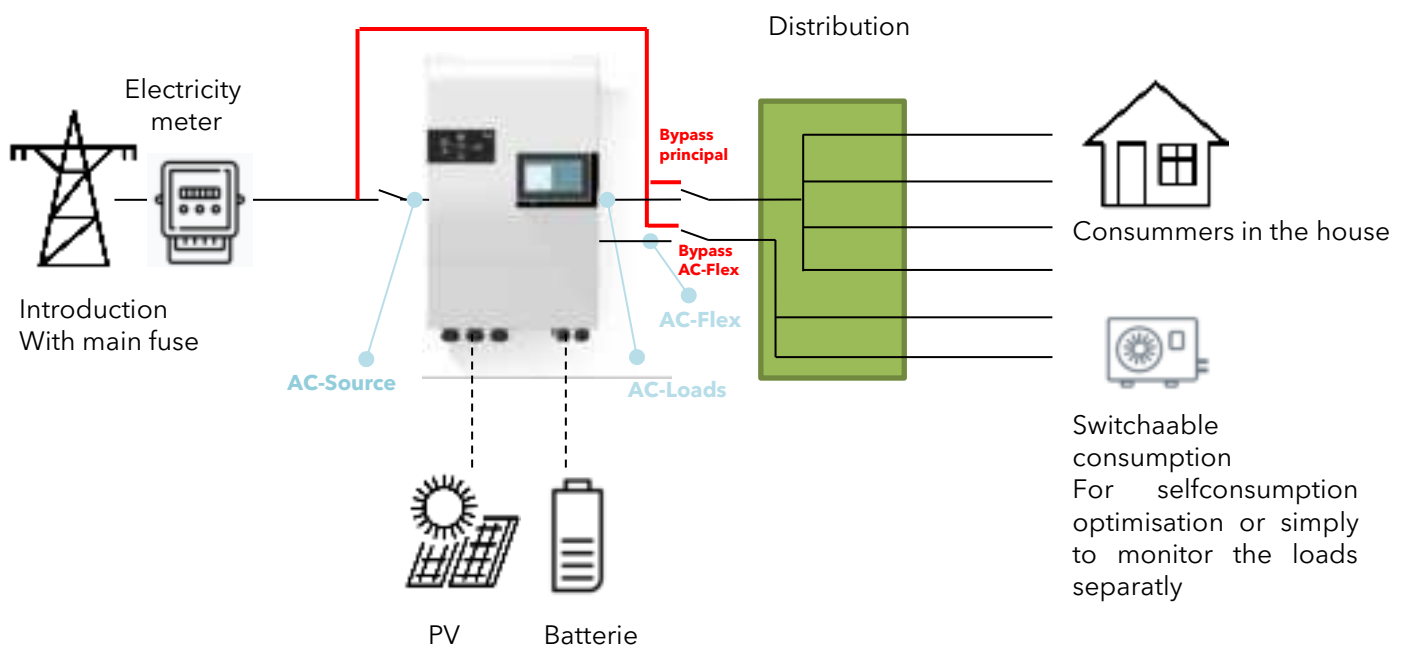 Distribution
Electricity
meter
Bypass
principal
Consummers in the house
Bypass
AC-Flex
Introduction
With main fuse
AC-Flex
AC-Source
AC-Loads
Switchaable
consumption
For selfconsumption
optimisation or simply
to monitor the loads
separatly
PV
Batterie